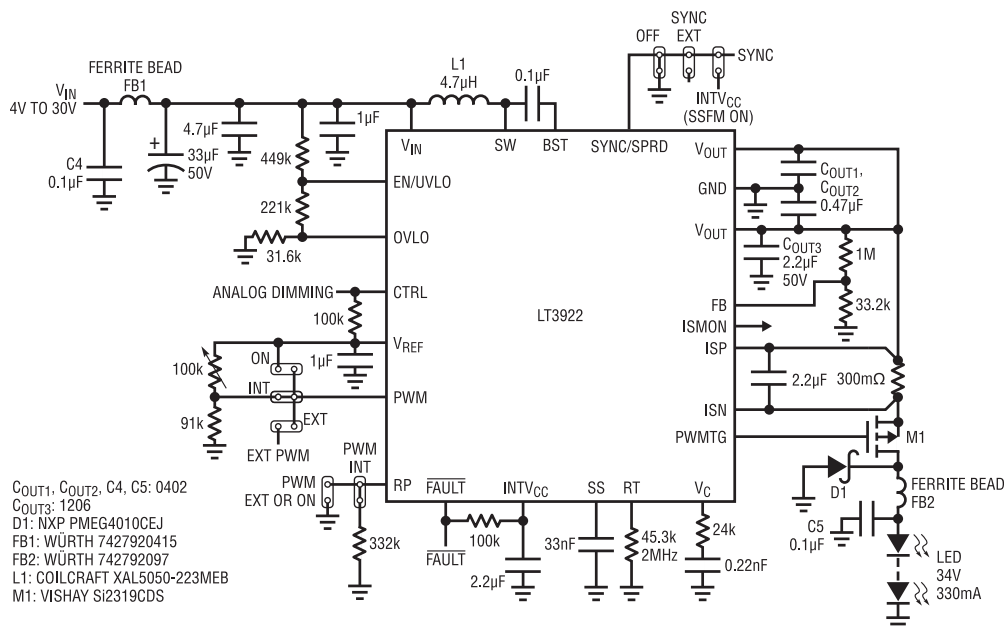 SYNC
OFF EXT
SYNC
INTVCC
(SSFM ON)
FERRITE BEAD
FB1
VIN
4V TO 30V
C4
0.1µF
33µF
50V
4.7µF
1µF
L1
4.7µH
0.1µF
449k
221k
31.6k
VIN
SW
BST
SYNC/SPRD
EN/UVLO
OVLO
CTRL
VREF
PWM
RP
LT3922
VOUT
GND
VOUT
FB
ISMON
ISP
ISN
PWMTG
FAULT
INTVCC
SS
RT
VC
COUT1,
COUT2
0.47µF
COUT3
2.2µF
50V
1M
33.2k
2.2µF
300mΩ
M1
D1
FERRITE BEAD
FB2
C5
0.1µF
LED
34V
330mA
ANALOG DIMMING
100k
1µF
100k
91k
ON
INT
EXT
EXT PWM
PWM
EXT OR ON
PWM
INT
332k
FAULT
100k
2.2µF
33nF
45.3k
2MHz
24k
0.22nF
COUT1, COUT2, C4, C5: 0402
COUT3: 1206
D1: NXP PMEG4010CEJ
FB1: WÜRTH 7427920415
FB2: WÜRTH 742792097
L1: COILCRAFT XAL5050-223MEB
M1: VISHAY Si2319CDS